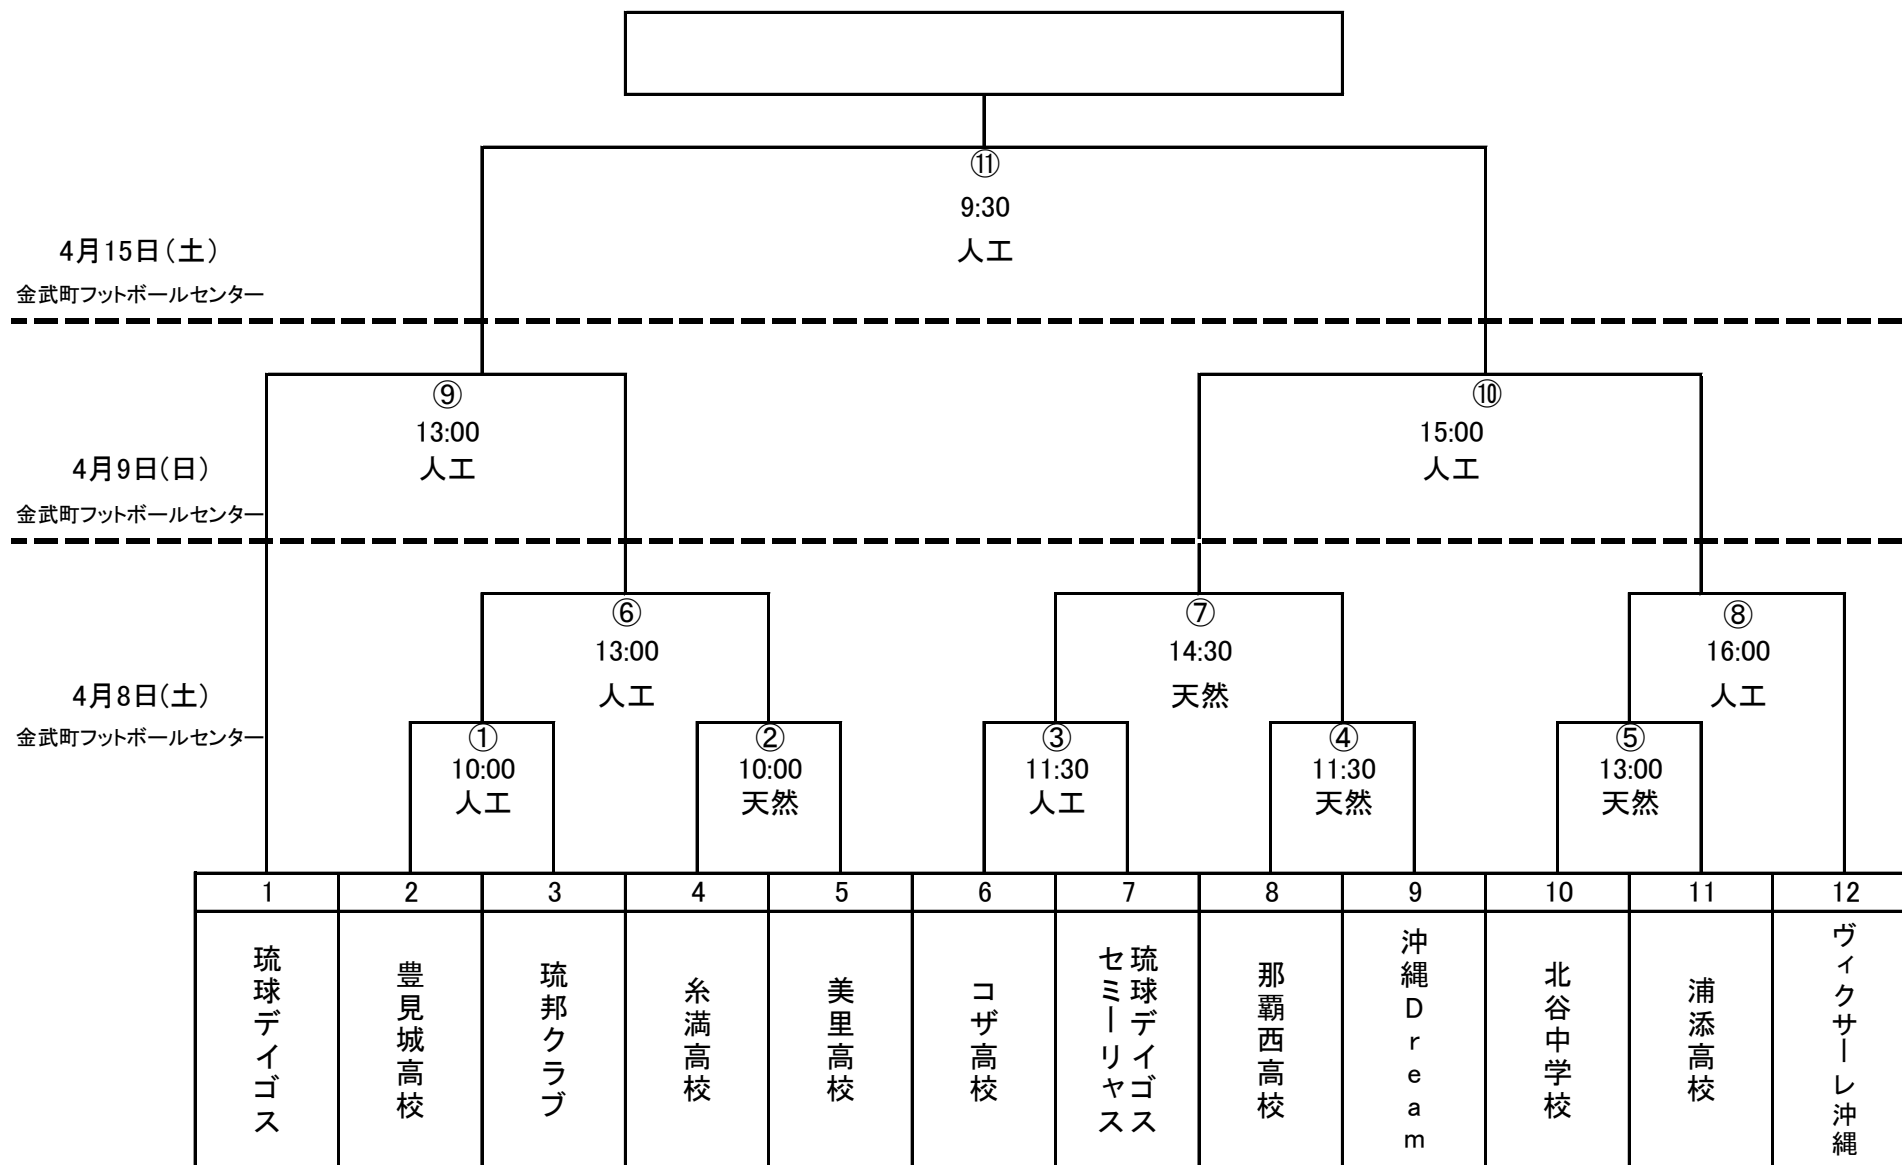 ⑪
9:30
人工
4月15日(土)
金武町フットボールセンター
⑨
13:00
人工
⑩
15:00
人工
4月9日(日)
金武町フットボールセンター
⑥
13:00
人工
⑦
14:30
天然
⑧
16:00
人工
4月8日(土)
金武町フットボールセンター
①
10:00
人工
②
10:00
天然
③
11:30
人工
④
11:30
天然
⑤
13:00
天然
1 2 3 4 5 6 7 8 9 10 11 12
琉球デイゴス
豊見城高校
琉邦クラブ
糸満高校
美里高校
コザ高校
琉球デイゴス
セミーリャス
那覇西高校
沖縄Dream
北谷中学校
浦添高校
ヴィクサーレ沖縄